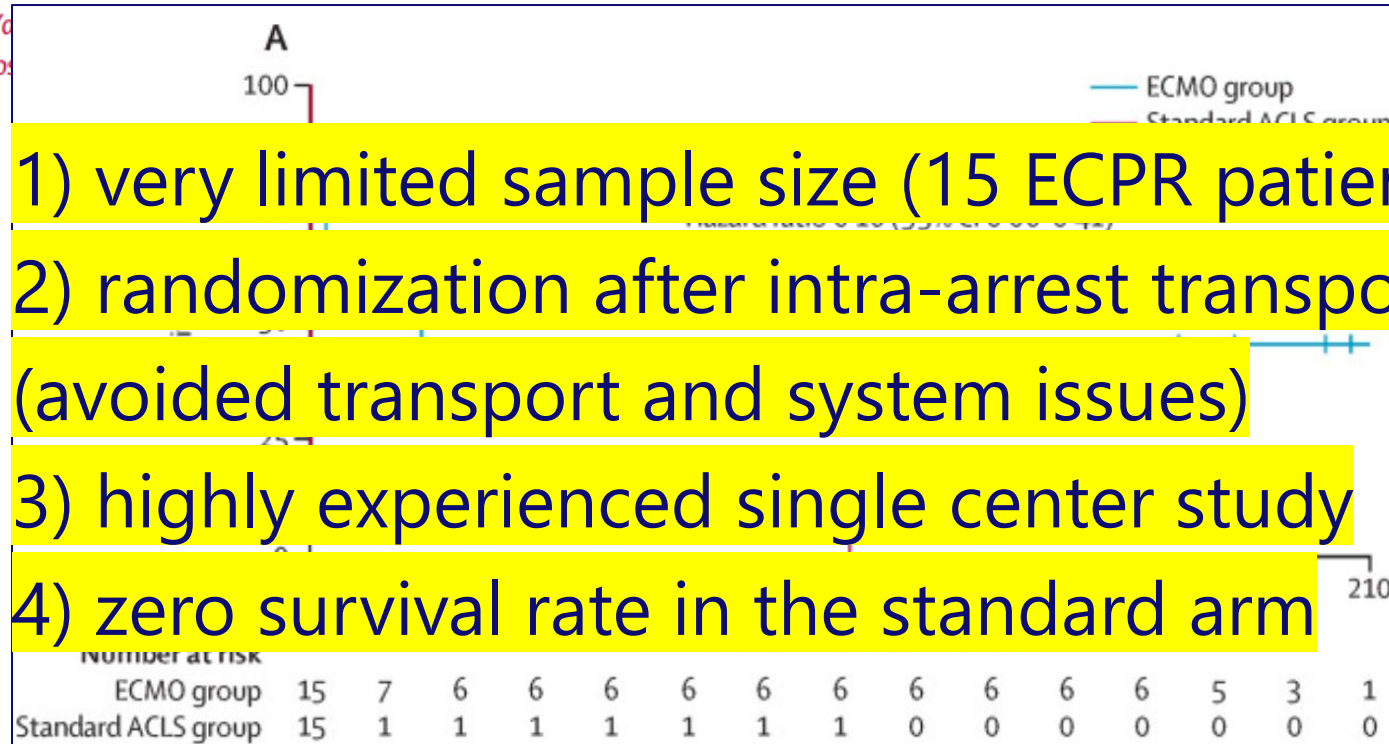 A
100
ECMO group
Standard ACLS group
1) very limited sample size (15 ECPR
2) randomization after intra-arrest
(avoided transport and system issues)
3) highly experienced single center study
4) zero survival rate in the standard arm
210
Number at risk
ECMO group 15 7 6 6 6 6 6 6 6 6 6 6 5 3 1
Standard ACLS group 15 1 1 1 1 1 1 1 0 0 0 0 0 0 0